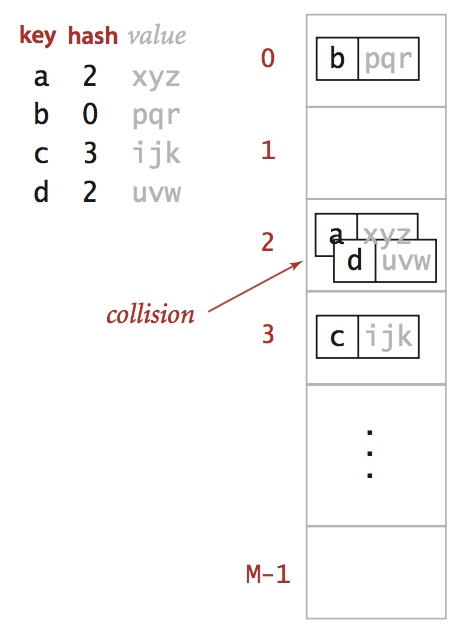 key hash value
a 2 xyz
b 0 pqr
c 3 ijk
d 2 uvw
collision
0 b pqr
1
2 a xyz
d uvw
3 c ijk
M-1